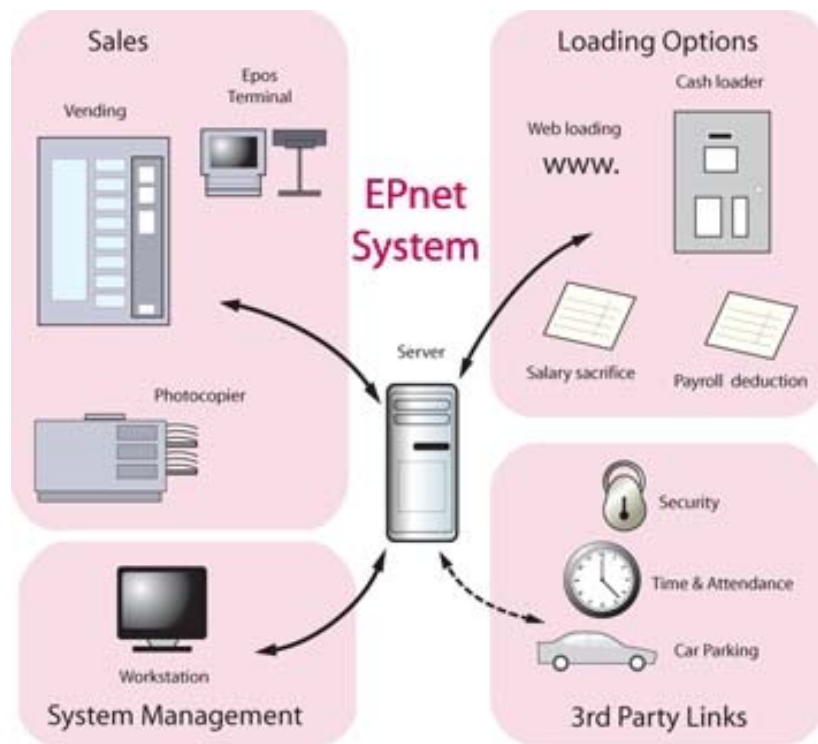 Sales
Epos
Terminal
Vending
Photocopier
EPnet
System
Server
Loading Options
Cash loader
Web loading
www.
Salary sacrifice
Payroll deduction
Workstation
System Management
Security
Time & Attendance
Car Parking
3rd Party Links